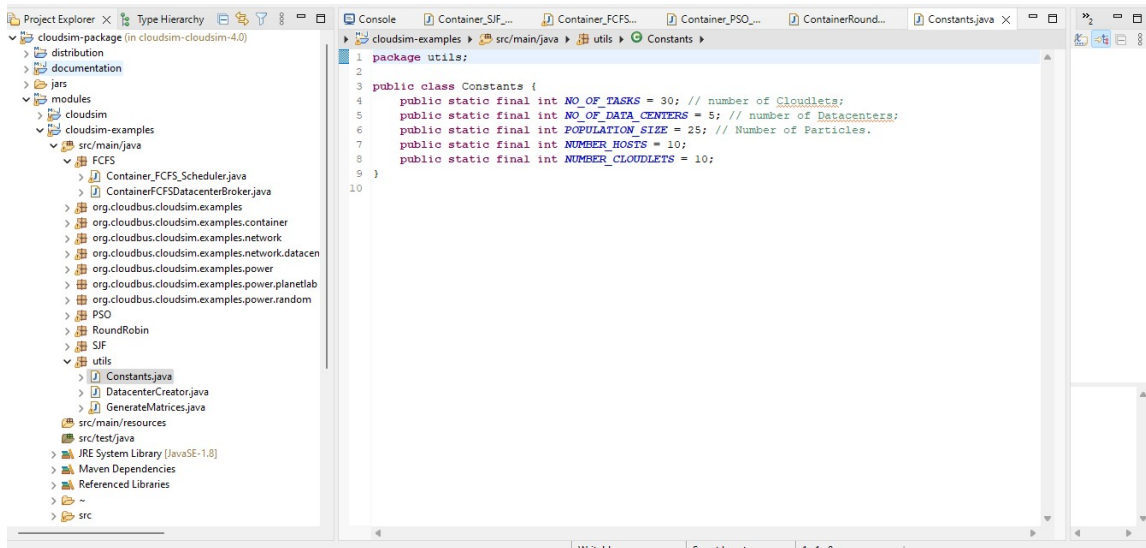 Project Explorer Type Hierarchy
cloudsim-package (in cloudsim-cloudsim-4.0)
distribution
documentation
jars
modules
cloudsim
cloudsim-examples
src/main/java
FCFS
Container_FCFS_Scheduler.java
ContainerFCFSDatacenterBroker.java
org.cloudbus.cloudsim.examples
org.cloudbus.cloudsim.examples.container
org.cloudbus.cloudsim.examples.network
org.cloudbus.cloudsim.examples.network.datacen
org.cloudbus.cloudsim.examples.power
org.cloudbus.cloudsim.examples.power.planetlab
org.cloudbus.cloudsim.examples.power.random
PSO
RoundRobin
SJF
utils
Constants.java
DatacenterCreator.java
GenerateMatrices.java
src/main/resources
src/test/java
JRE System Library [JavaSE-1.8]
Maven Dependencies
Referenced Libraries
~
src
Console Container_SJF_... Container_FCFS... Container_PSO_... ContainerRound... Constants.java
cloudsim-examples src/main/java utils Constants
1 package utils;
2
3 public class Constants {
4 public static final int NO_OF_TASKS = 30; // number of Cloudlets;
5 public static final int NO_OF_DATA_CENTERS = 5; // number of Datacenters;
6 public static final int POPULATION_SIZE = 25; // Number of Particles.
7 public static final int NUMBER_HOSTS = 10;
8 public static final int NUMBER_CLOUDLETS = 10;
9 }
10
»2